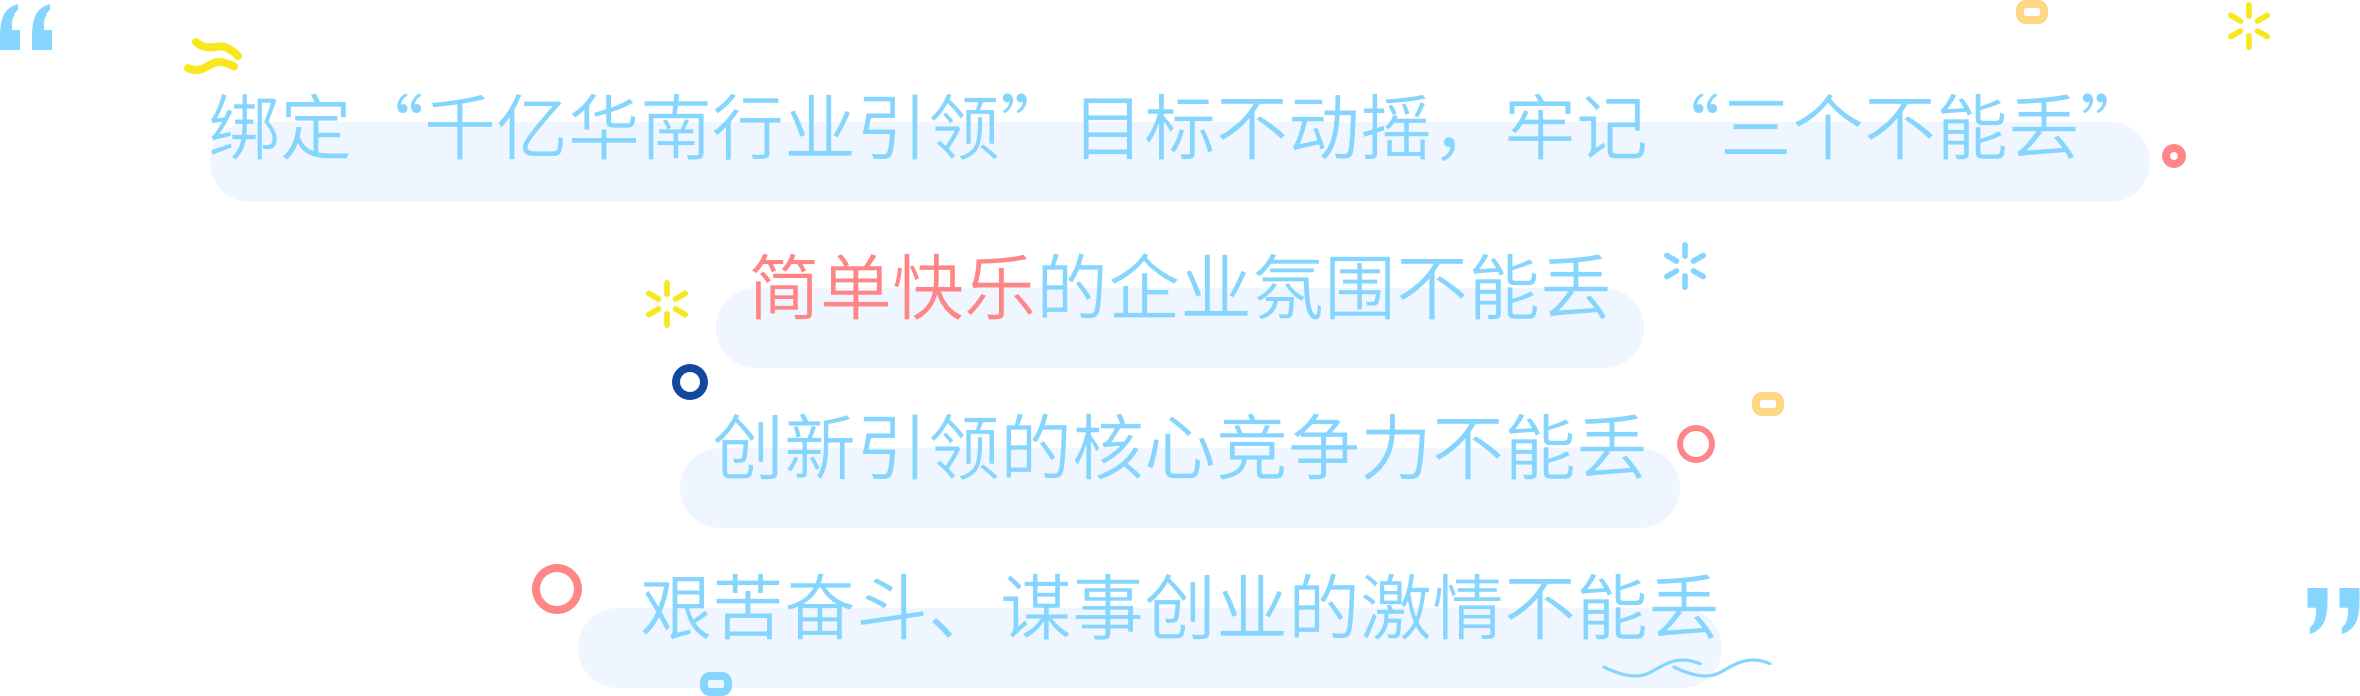 绑定“千亿华南行业引领”目标不动摇，牢记“三个不能丢”
简单快乐的企业氛围不能丢
创新引领的核心竞争力不能丢
艰苦奋斗、谋事创业的激情不能丢